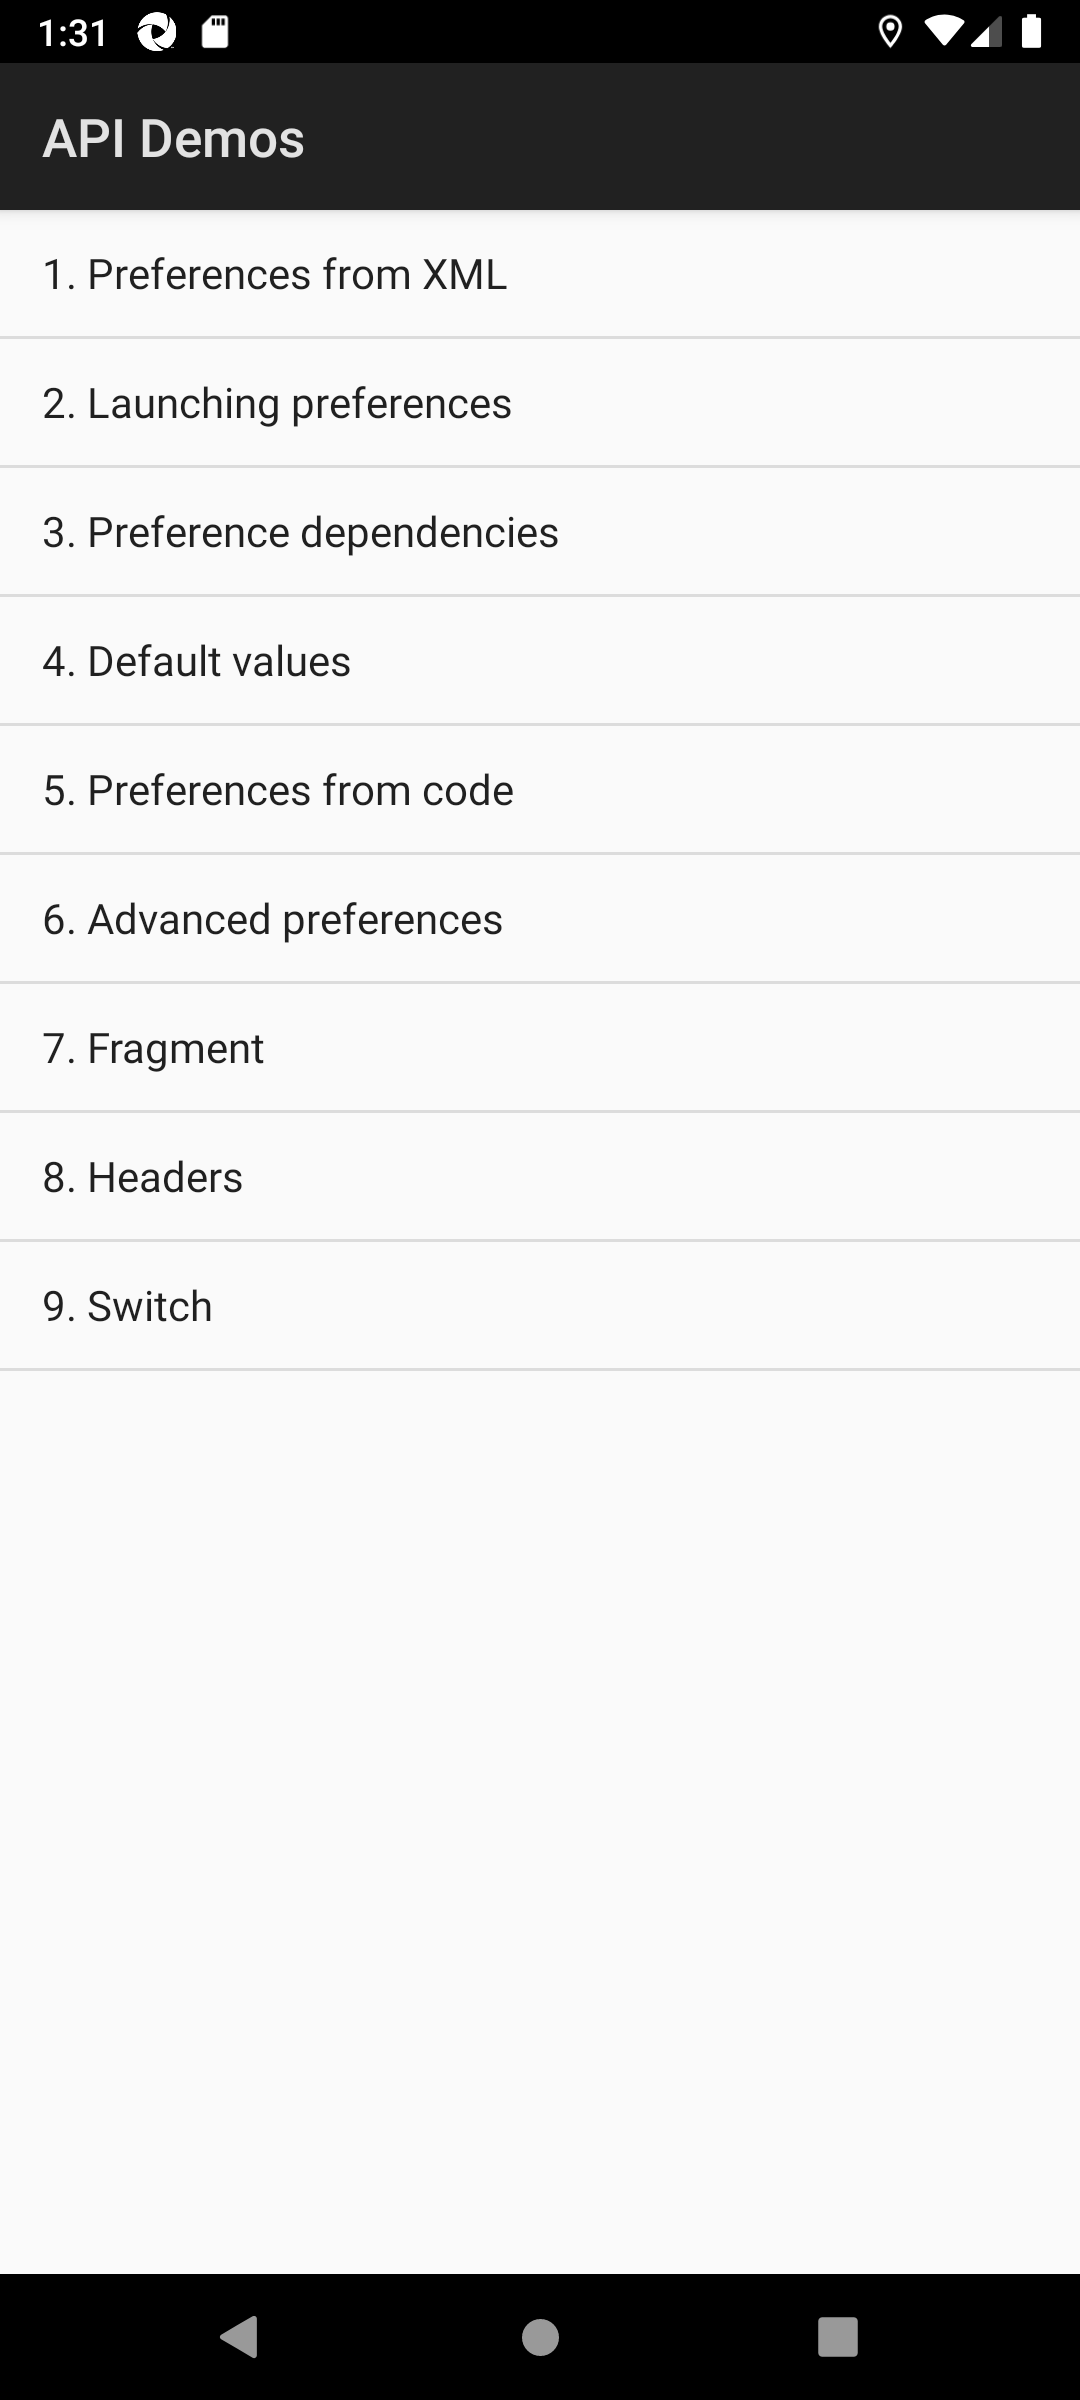 1:31
API Demos
1. Preferences from XML
2. Launching preferences
3. Preference dependencies
4. Default values
5. Preferences from code
6. Advanced preferences
7. Fragment
8. Headers
9. Switch